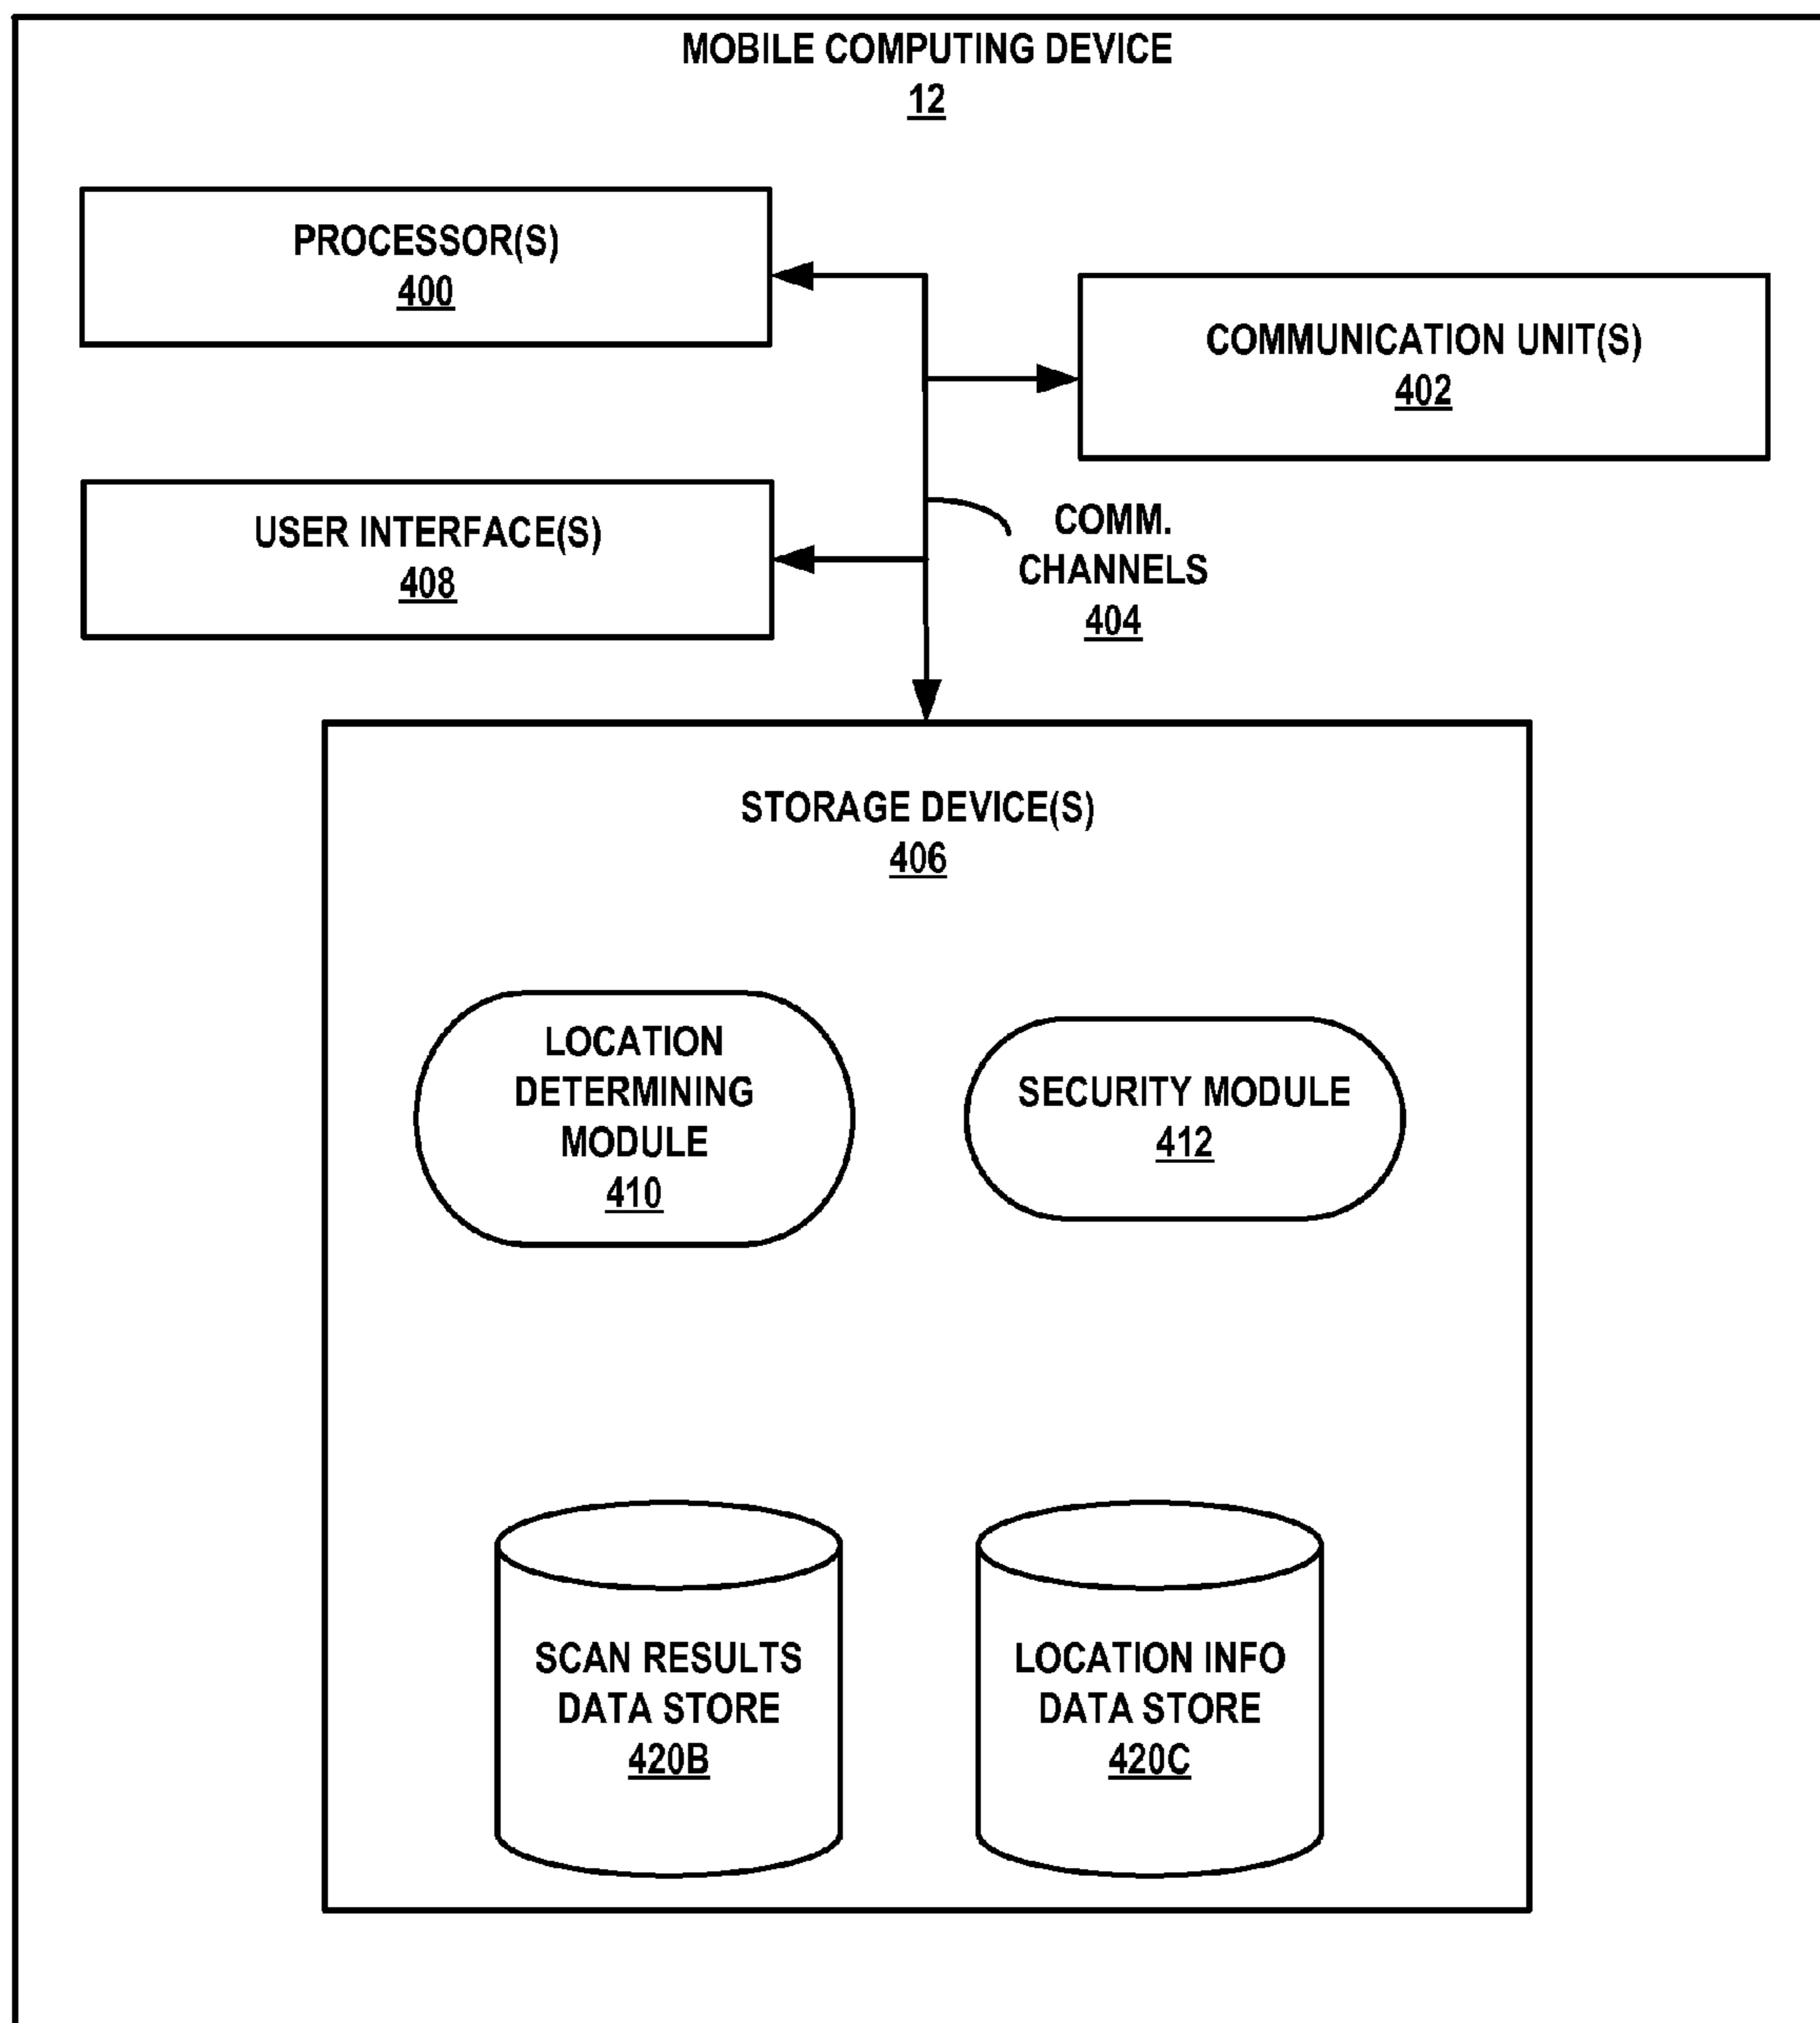 MOBILE COMPUTING DEVICE
12
PROCESSOR(S)
400
COMMUNICATION UNIT(S)
402
USER INTERFACE(S)
408
COMM.
CHANNELS
404
STORAGE DEVICE(S)
406
LOCATION
DETERMINING
MODULE
410
SECURITY MODULE
412
SCAN RESULTS
DATA STORE
420B
LOCATION INFO
DATA STORE
420C